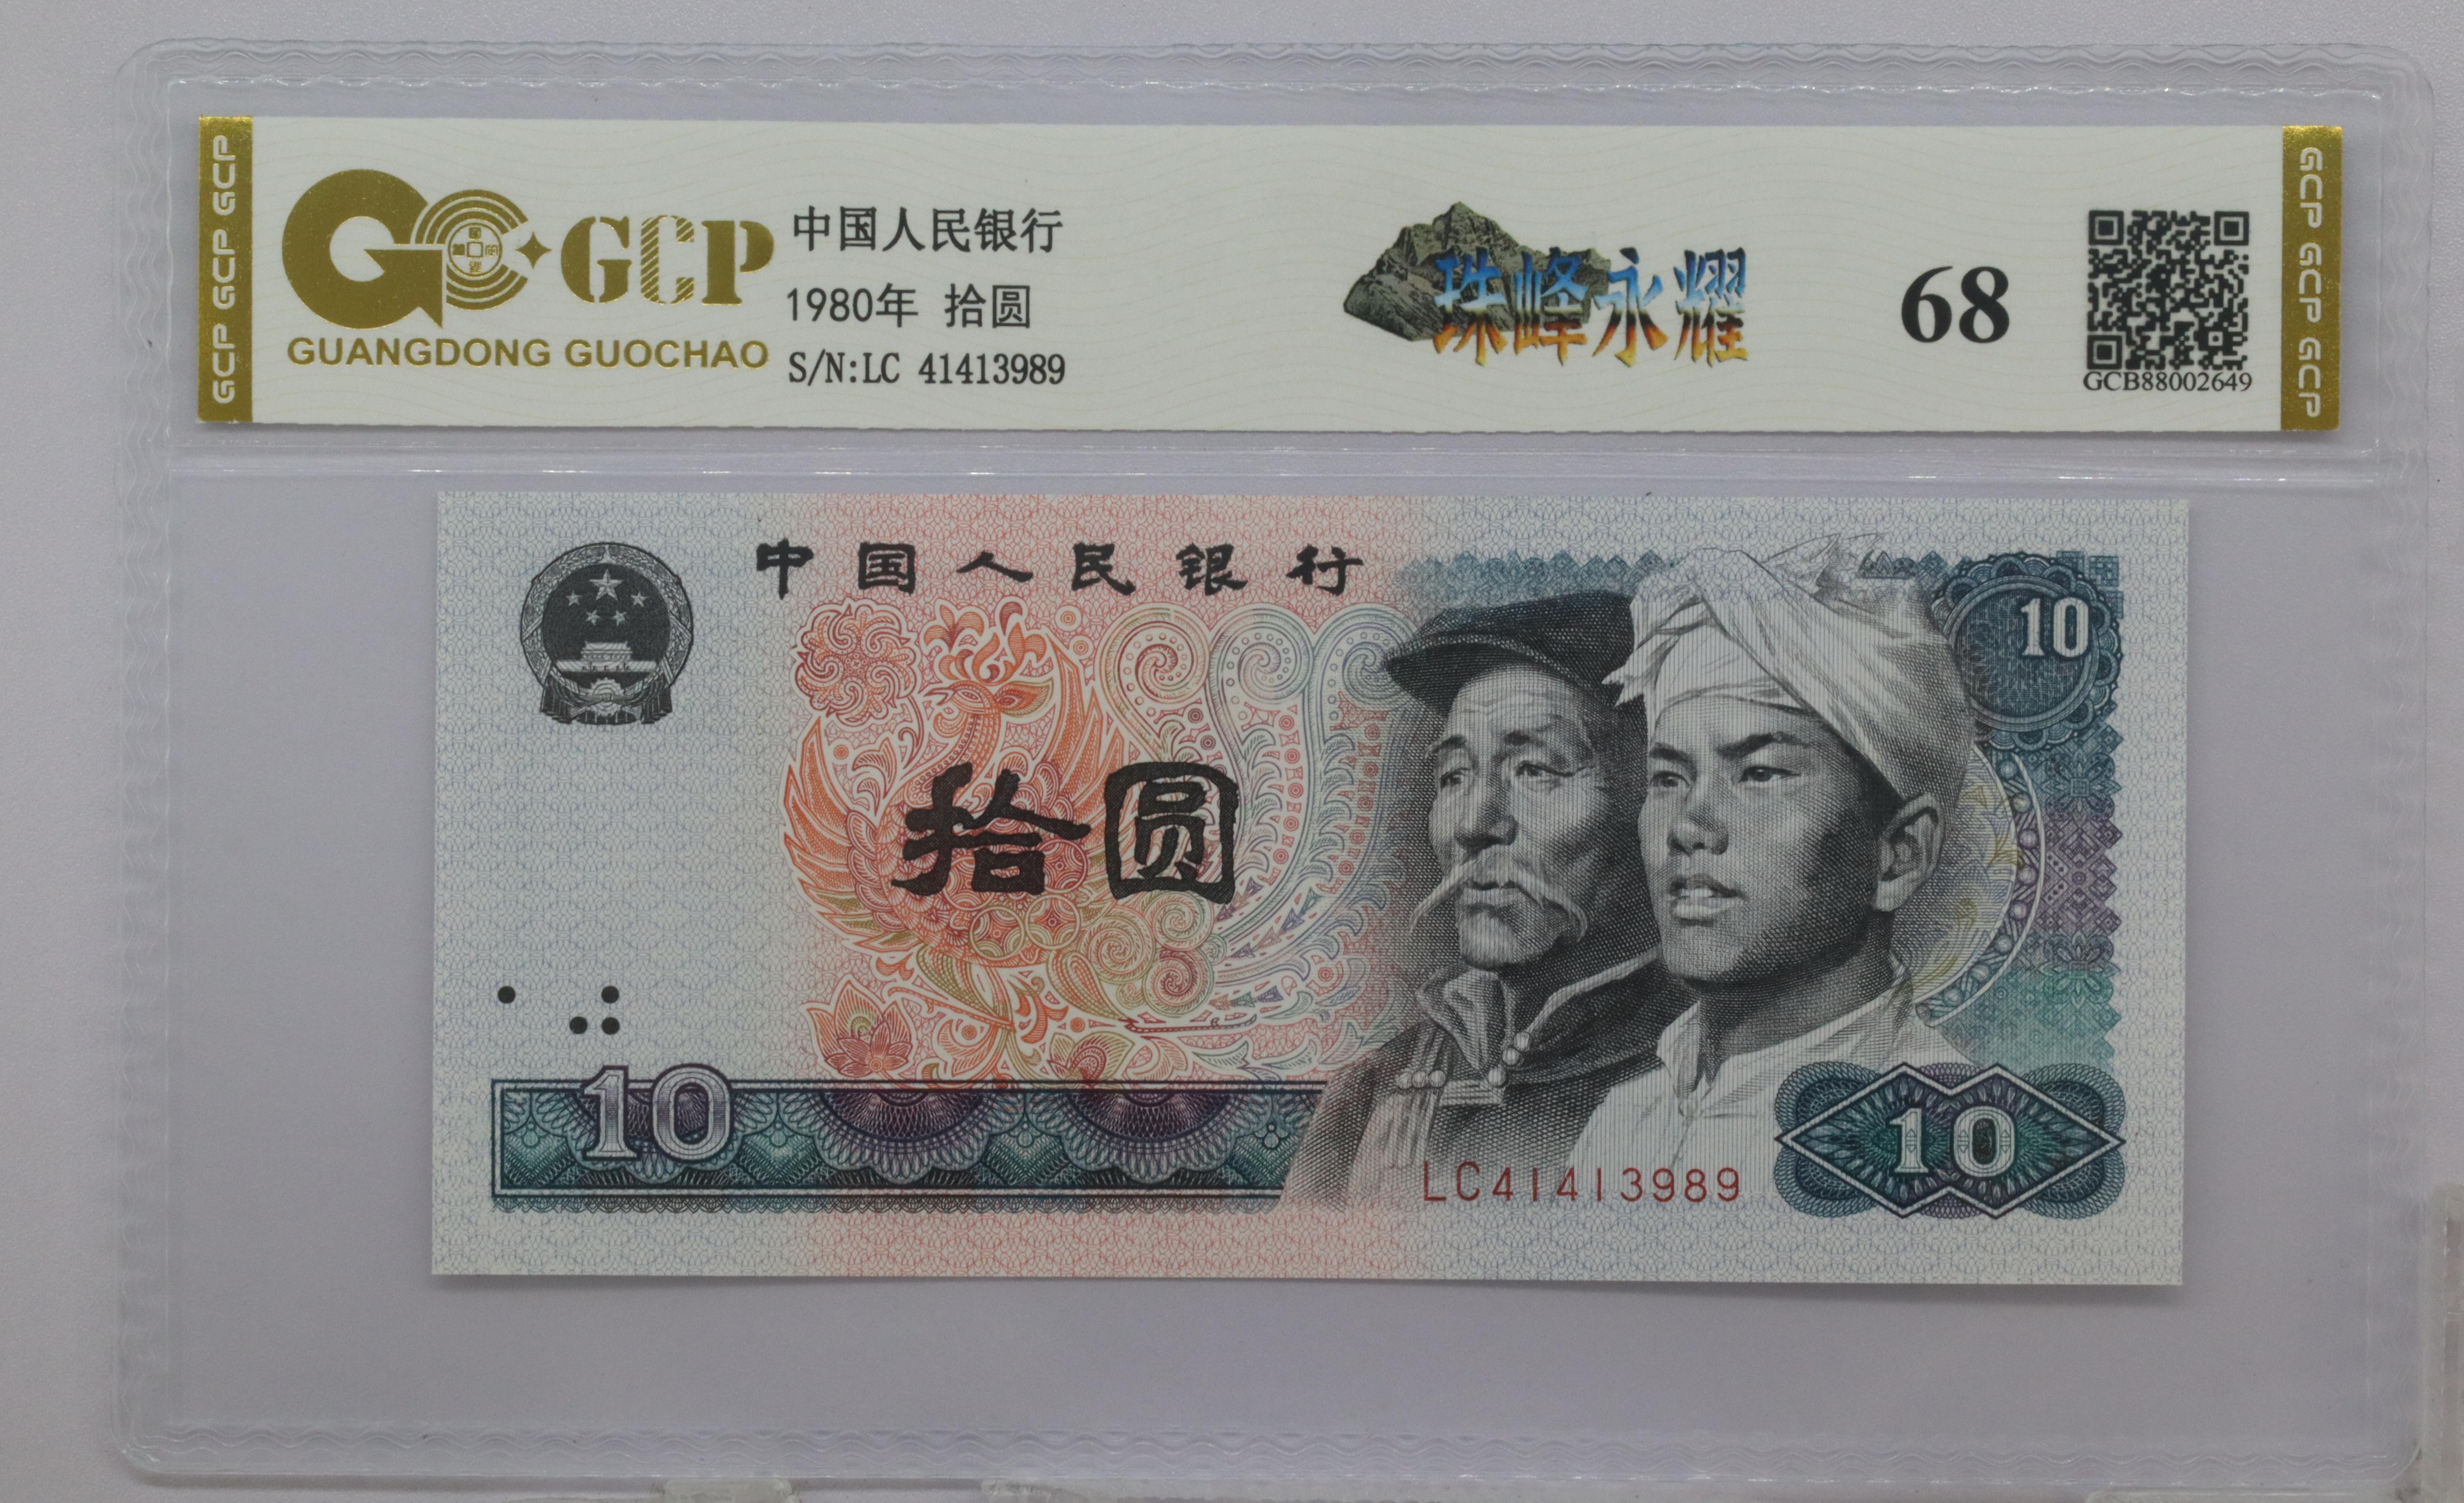 GCP GCP GCP
GCP
GUANGDONG GUOCHAO
中国人民银行
1980年 拾圆
S/N:LC 41413989
珠峰永耀
68
GCB88002649
GCP GCP GCP
中国人民银行
10
拾圆
10
LC41413989
10